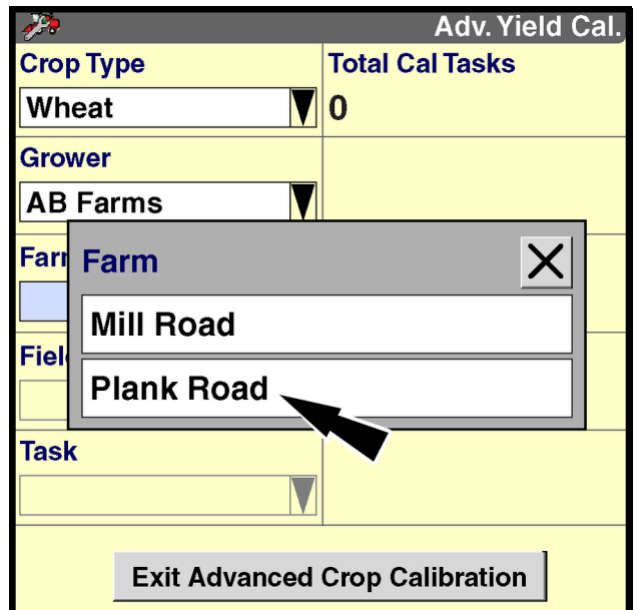 Adv. Yield Cal.
Crop Type
Total Cal Tasks
Wheat
0
Grower
AB Farms
Farm
Mill Road
Plank Road
Task
Exit Advanced Crop Calibration